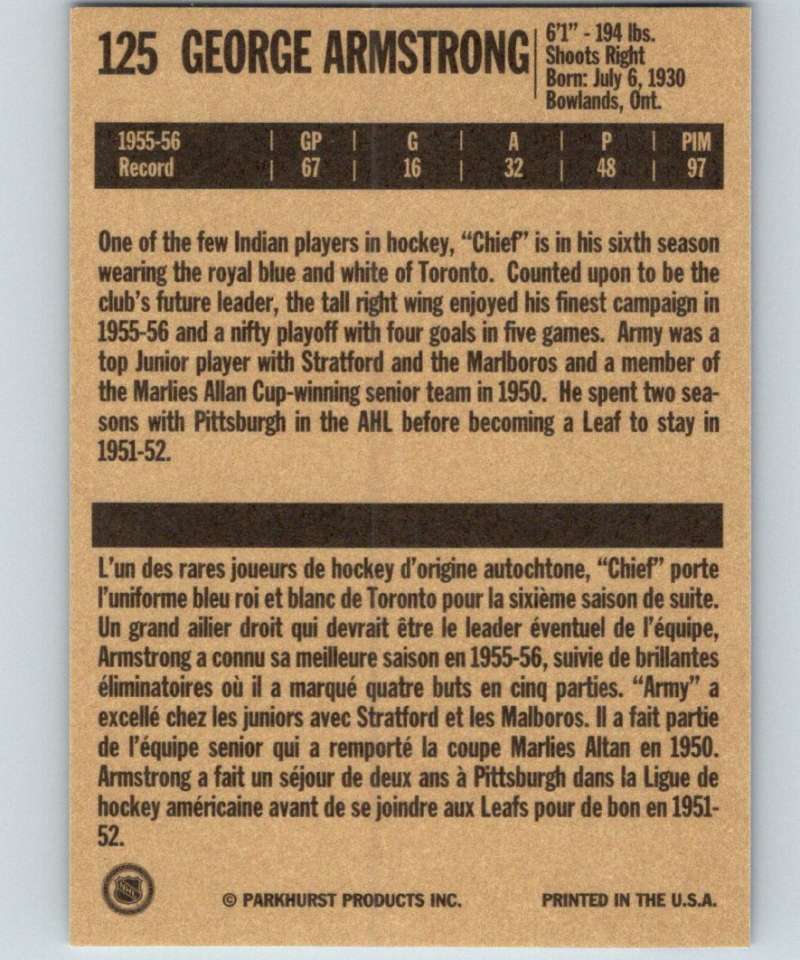 125 GEORGE ARMSTRONG
6'1" - 194 lbs.
Shoots Right
Born: July 6, 1930
Bowlands, Ont.
1955-56 | GP | G | A | P | PIM
Record | 67 | 16 | 32 | 48 | 97
One of the few Indian players in hockey, “Chief” is in his sixth season
wearing the royal blue and white of Toronto. Counted upon to be the
club's future leader, the tall right wing enjoyed his finest campaign in
1955-56 and a nifty playoff with four goals in five games. Army was a
top Junior player with Stratford and the Marlboros and a member of
the Marlies Allan Cup-winning senior team in 1950. He spent two sea-
sons with Pittsburgh in the AHL before becoming a Leaf to stay in
1951-52.
L'un des rares joueurs de hockey d'origine autochtone, “Chief” porte
l'uniforme bleu roi et blanc de Toronto pour la sixième saison de suite.
Un grand ailier droit qui devrait être le leader éventuel de l'équipe,
Armstrong a connu sa meilleure saison en 1955-56, suivie de brillantes
éliminatoires où il a marqué quatre buts en cinq parties. “Army” a
excellé chez les juniors avec Stratford et les Malboros. Il a fait partie
de l'équipe senior qui a remporté la coupe Marlies Altan en 1950.
Armstrong a fait un séjour de deux ans à Pittsburgh dans la Ligue de
hockey américaine avant de se joindre aux Leafs pour de bon en 1951-
52.
NHL
© PARKHURST PRODUCTS INC. PRINTED IN THE U.S.A.